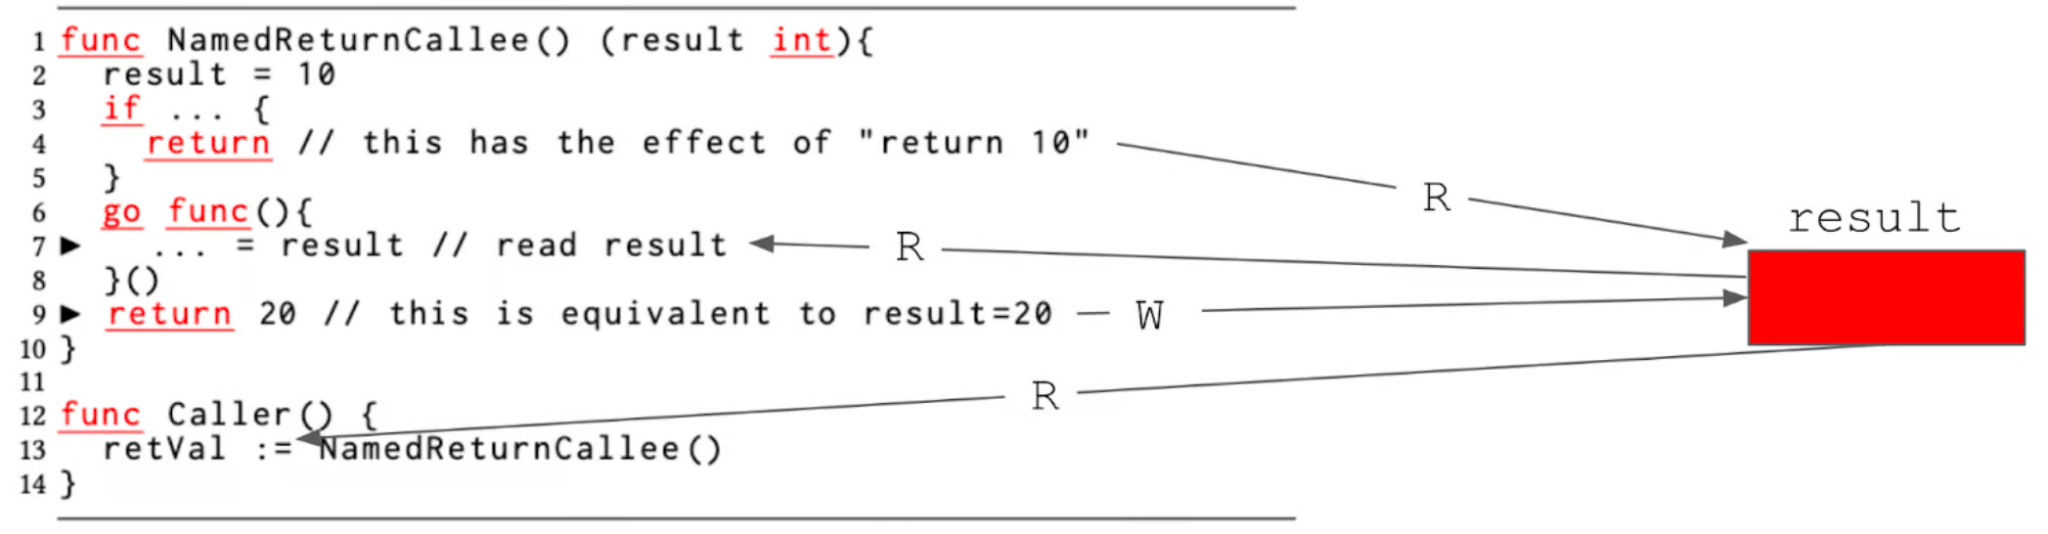 1 func NamedReturnCallee() (result int){
2 result = 10
3 if ... {
4 return // this has the effect of "return 10"
5 }
R
6 go func(){
result
7 ▶ ... = result // read result
R
8 }()
9 ▶ return 20 // this is equivalent to result=20
W
10 }
11
R
12 func Caller() {
13 retVal := NamedReturnCallee()
14 }